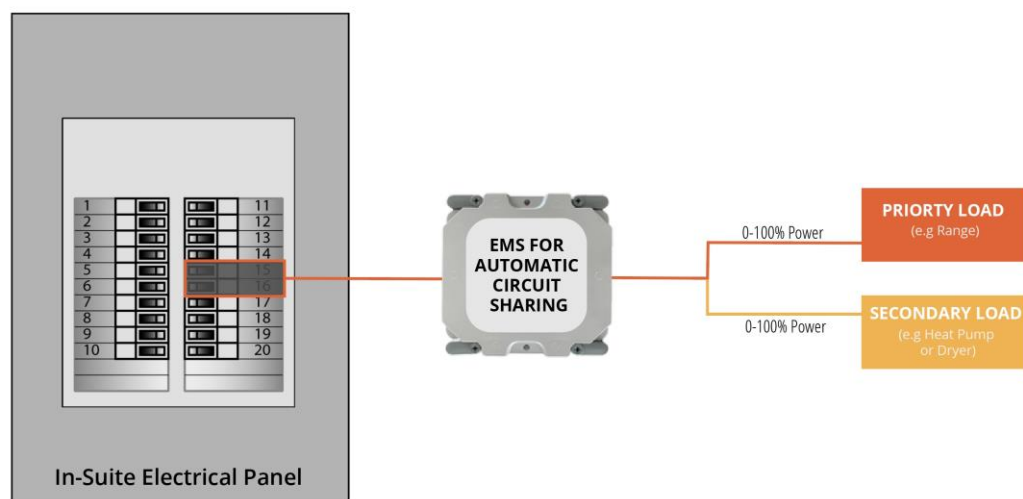 1
2
3
4
5
6
7
8
9
10
11
12
13
14
15
16
17
18
19
20
In-Suite Electrical Panel
EMS FOR
AUTOMATIC
CIRCUIT
SHARING
0-100% Power
0-100% Power
PRIORTY LOAD
(e.g Range)
SECONDARY LOAD
(e.g Heat Pump
or Dryer)